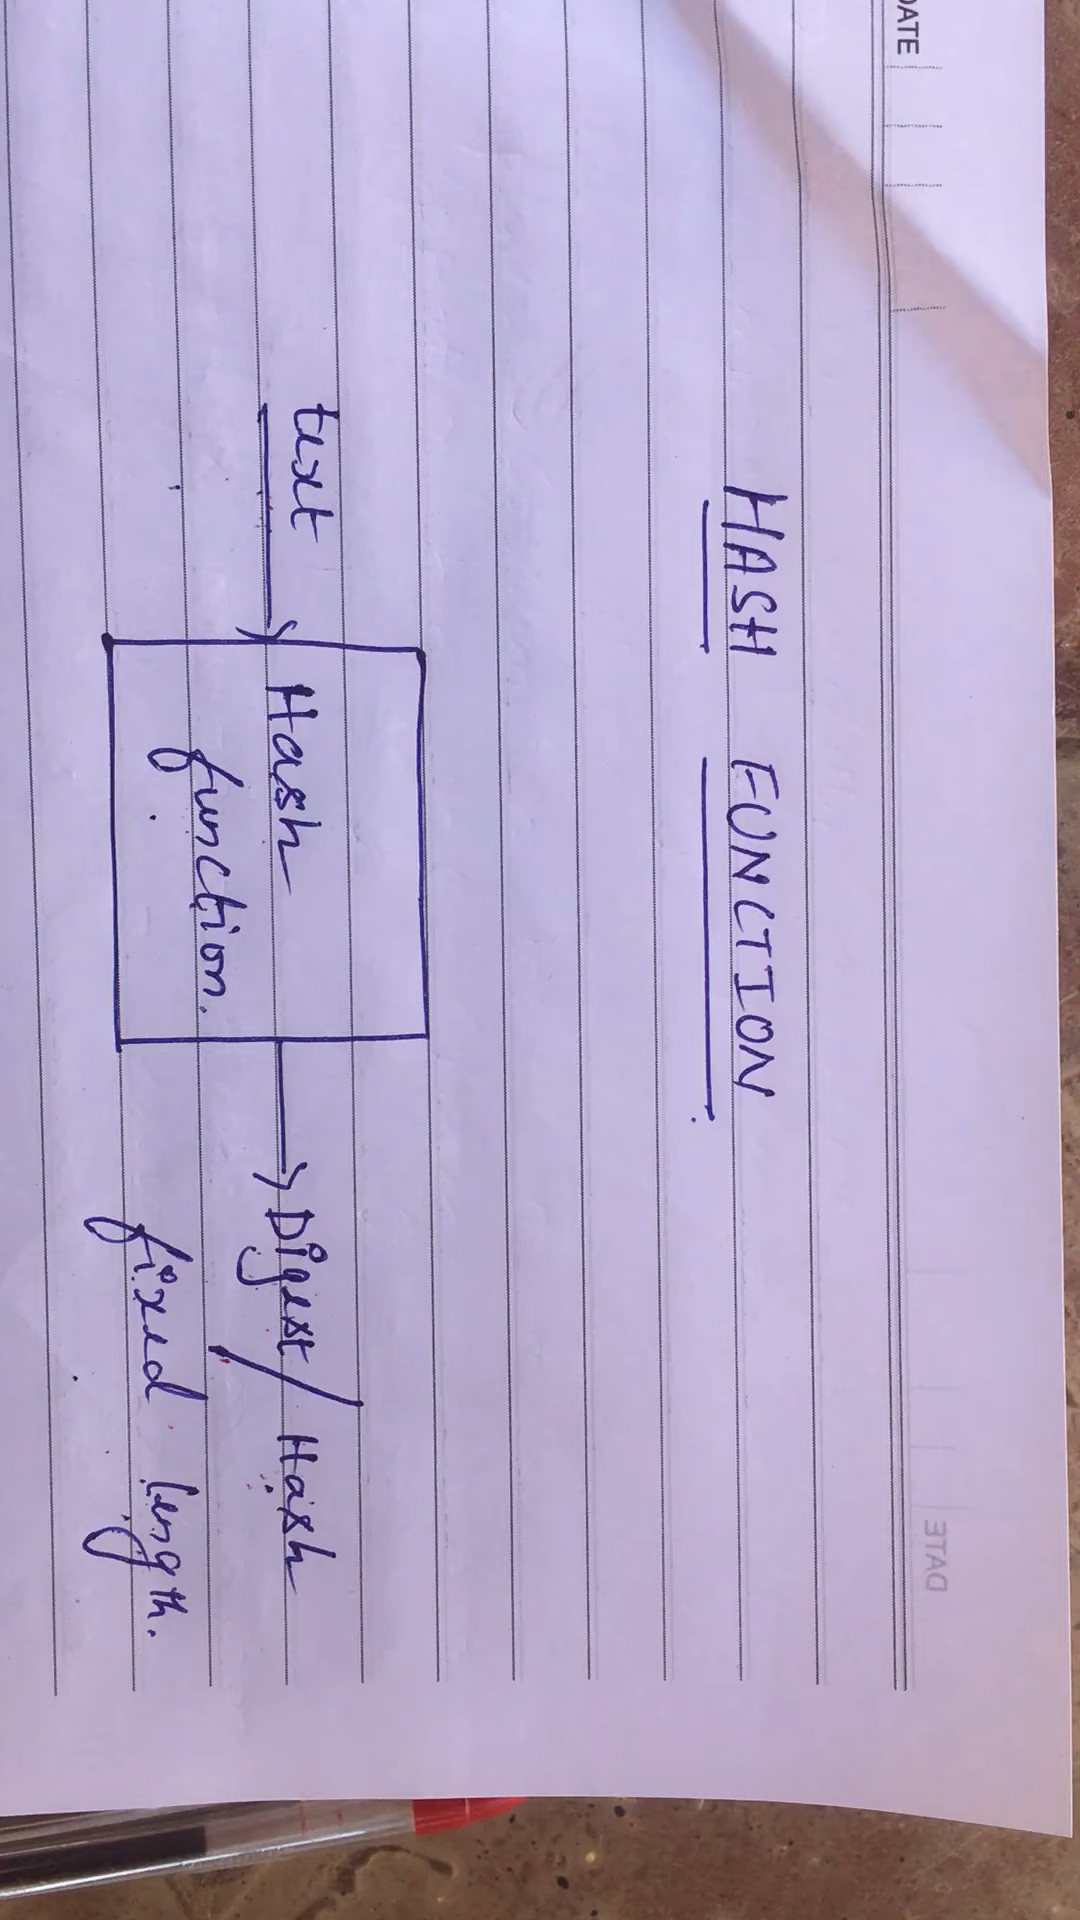 DATE
HASH FUNCTION
text
Hash
function.
Digest/Hash
fixed length.
DATE